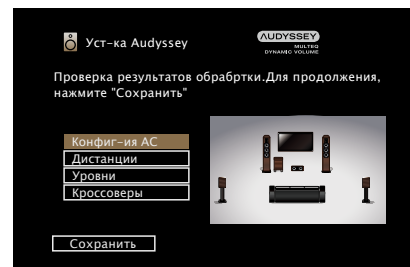 Уст-ка Audyssey
AUDYSSEY
MULTEQ
DYNAMIC VOLUME
Проверка результатов обрабртки.Для продолжения,
нажмите "Сохранить"
Конфиг-ия АС
Дистанции
Уровни
Кроссоверы
Сохранить